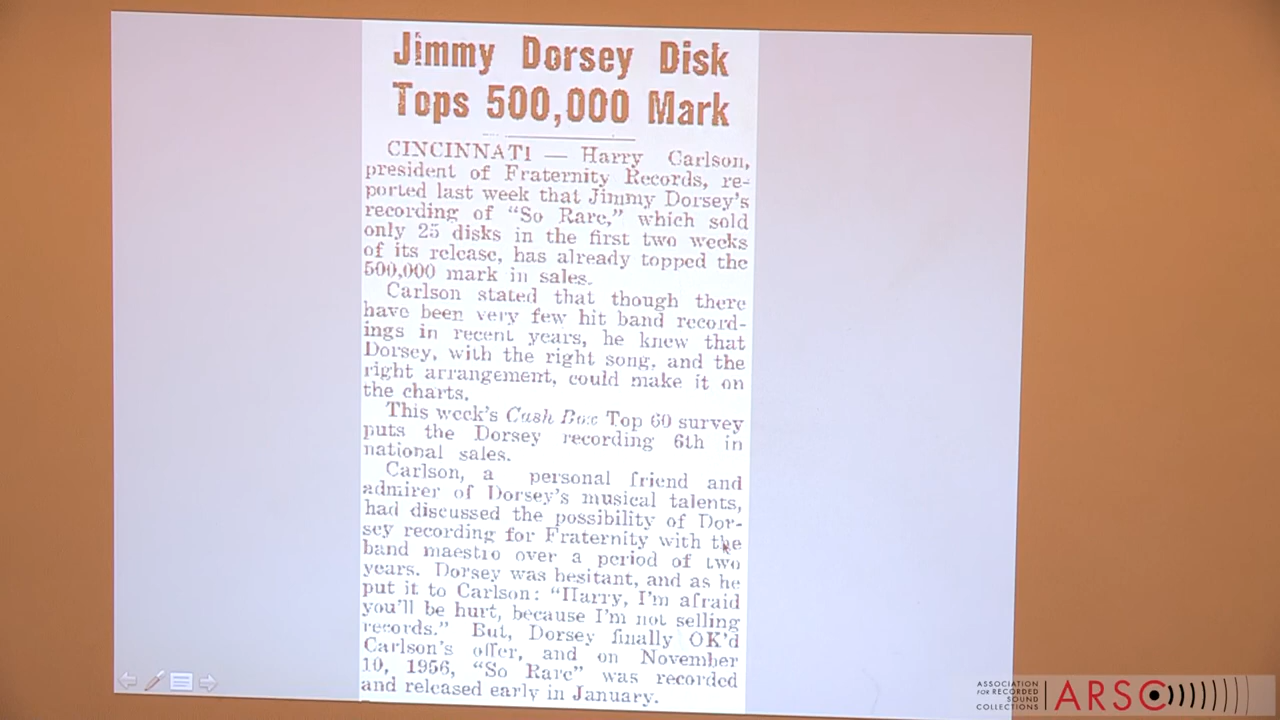 Jimmy Dorsey Disk
Tops 500,000 Mark
CINCINNATI — Harry Carlson,
president of Fraternity Records, re-
ported last week that Jimmy Dorsey's
recording of "So Rare," which sold
only 25 disks in the first two weeks
of its release, has already topped the
500,000 mark in sales.
Carlson stated that though there
have been very few hit band record-
ings in recent years, he knew that
Dorsey, with the right song, and the
right arrangement, could make it on
the charts.
This week's Cash Box Top 60 survey
puts the Dorsey recording 6th in
national sales.
Carlson, a personal friend and
admirer of Dorsey's musical talents,
had discussed the possibility of Dor-
sey recording for Fraternity with the
band maestro over a period of two
years. Dorsey was hesitant, and as he
put it to Carlson: "Harry, I'm afraid
you'll be hurt, because I'm not selling
records." But, Dorsey finally OK'd
Carlson's offer, and on November
10, 1956, "So Rare" was recorded
and released early in January.
ASSOCIATION
FOR RECORDED
SOUND
COLLECTIONS
ARSC